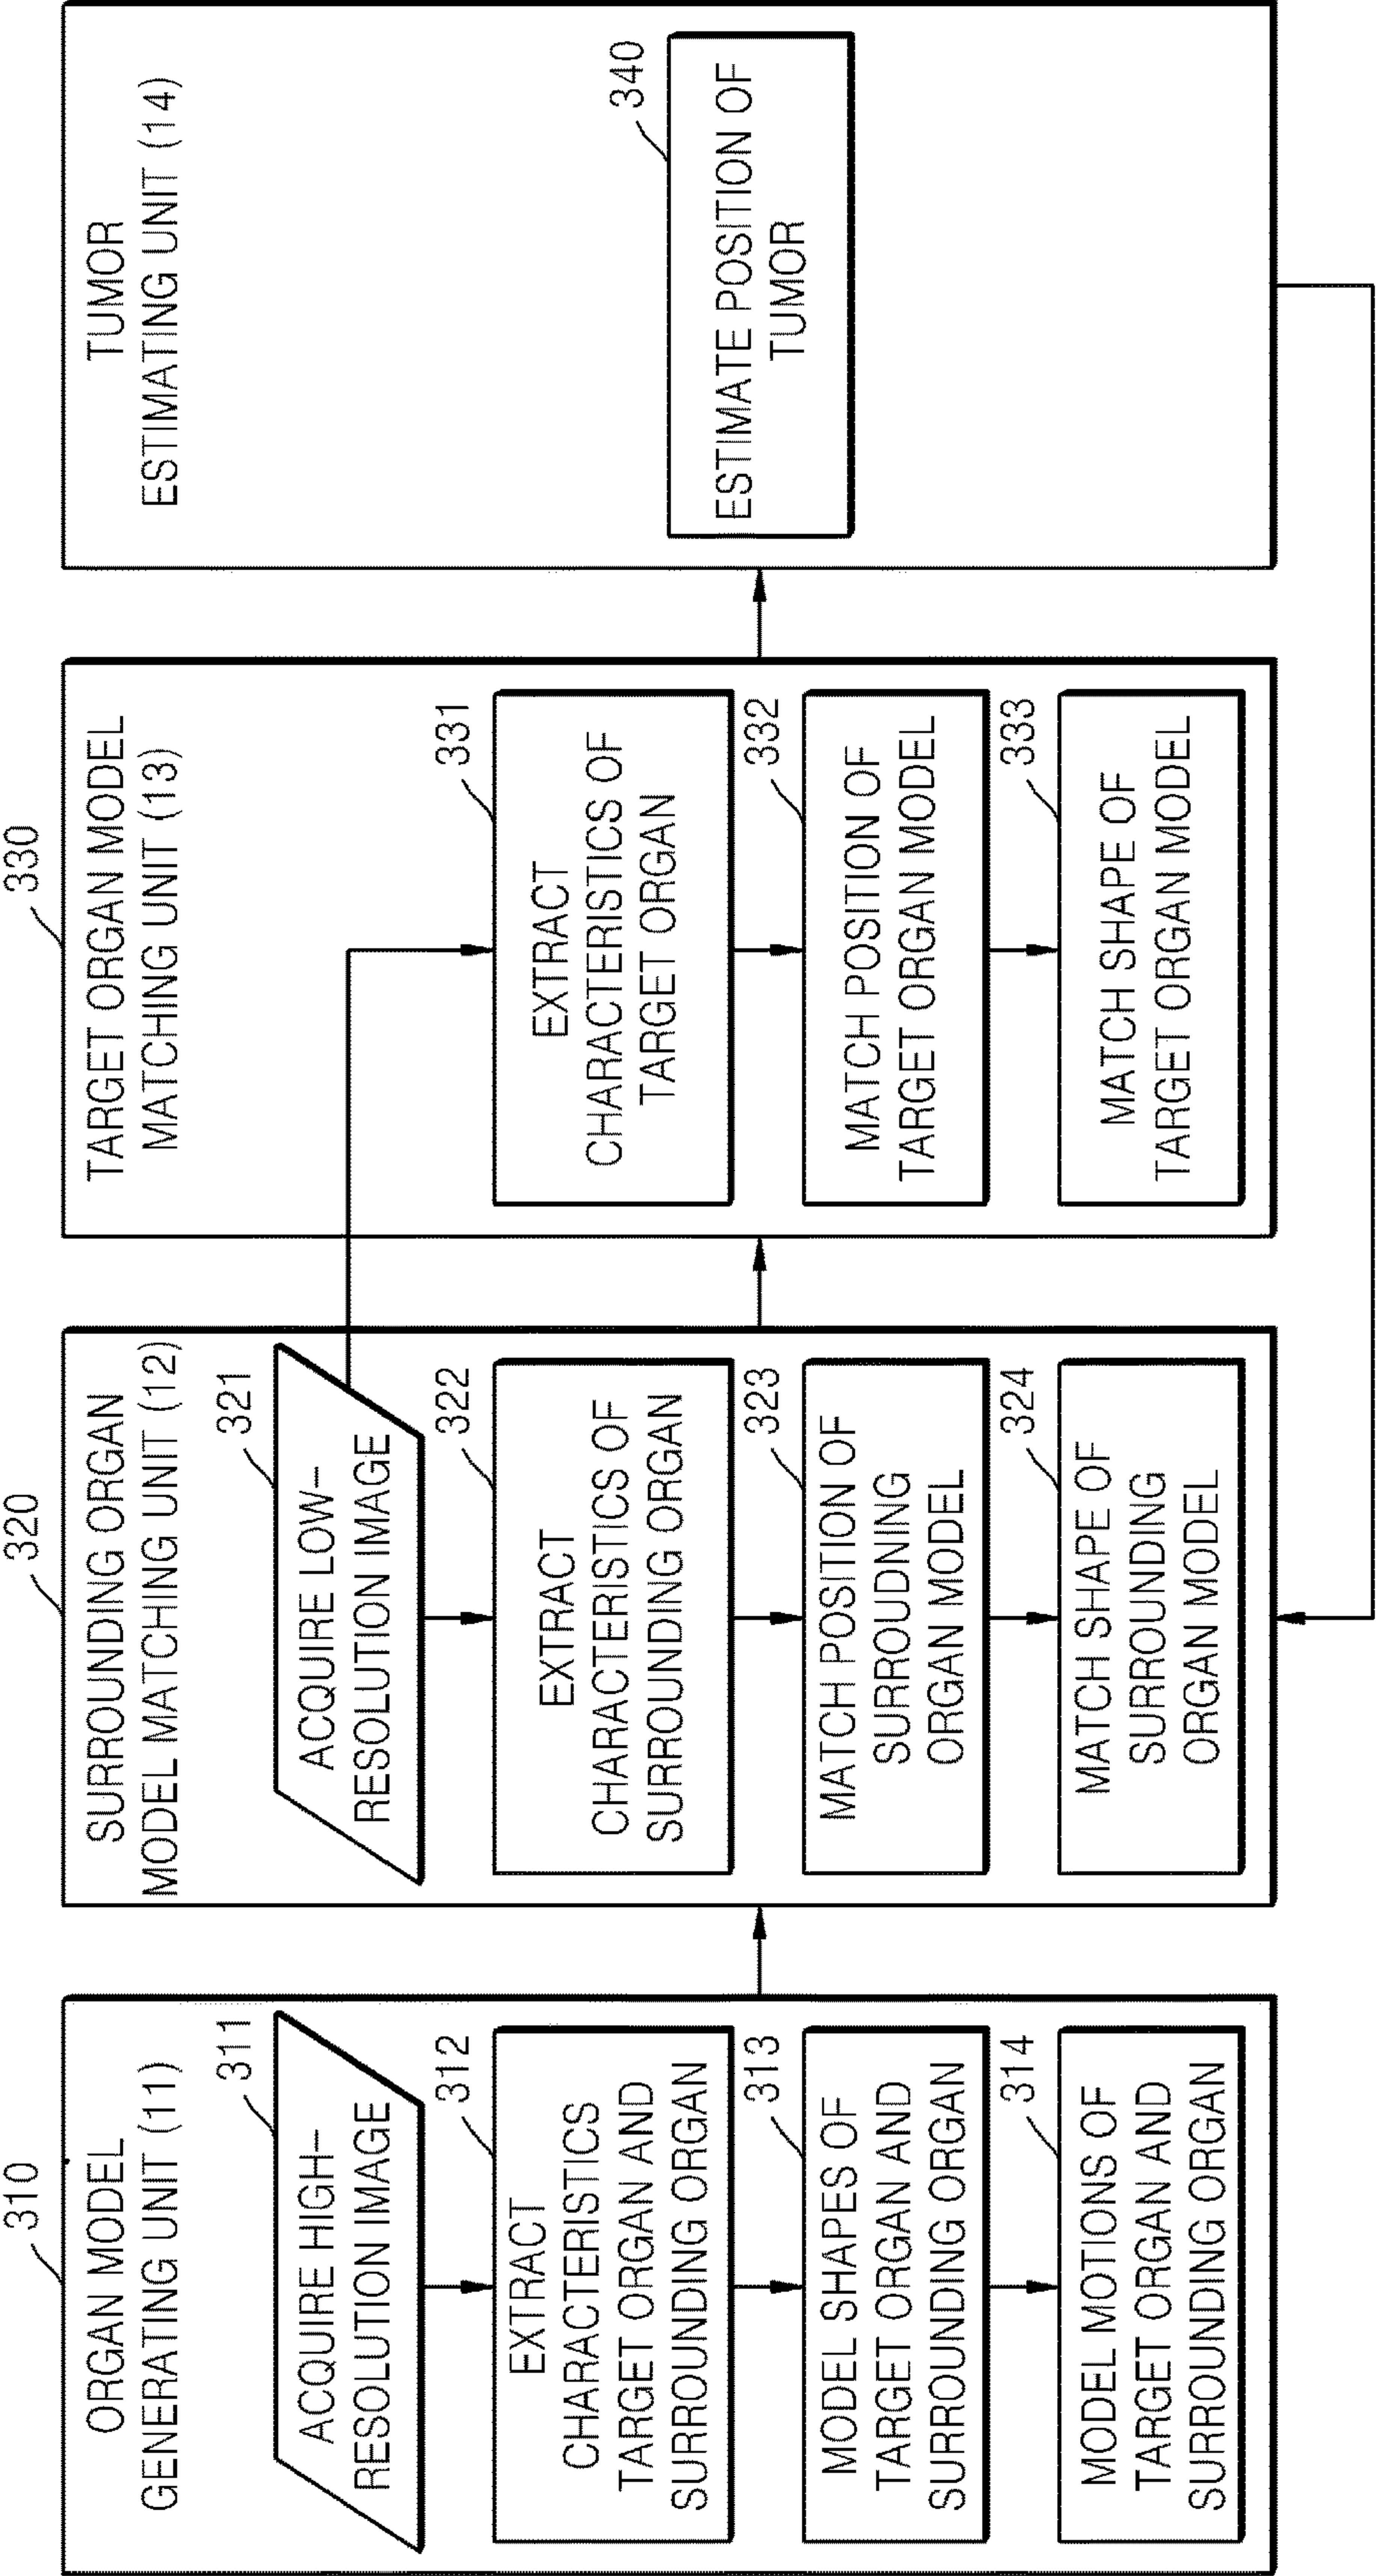 310
ORGAN MODEL
GENERATING UNIT (11)
311
ACQUIRE HIGH-
RESOLUTION IMAGE
312
EXTRACT
CHARACTERISTICS
TARGET ORGAN AND
SURROUNDING ORGAN
313
MODEL SHAPES OF
TARGET ORGAN AND
SURROUNDING ORGAN
314
MODEL MOTIONS OF
TARGET ORGAN AND
SURROUNDING ORGAN
320
SURROUNDING ORGAN
MODEL MATCHING UNIT (12)
321
ACQUIRE LOW-
RESOLUTION IMAGE
322
EXTRACT
CHARACTERISTICS OF
SURROUNDING ORGAN
323
MATCH POSITION OF
SURROUDNING
ORGAN MODEL
324
MATCH SHAPE OF
SURROUNDING
ORGAN MODEL
330
TARGET ORGAN MODEL
MATCHING UNIT (13)
331
EXTRACT
CHARACTERISTICS OF
TARGET ORGAN
332
MATCH POSITION OF
TARGET ORGAN MODEL
333
MATCH SHAPE OF
TARGET ORGAN MODEL
TUMOR
ESTIMATING UNIT (14)
340
ESTIMATE POSITION OF
TUMOR